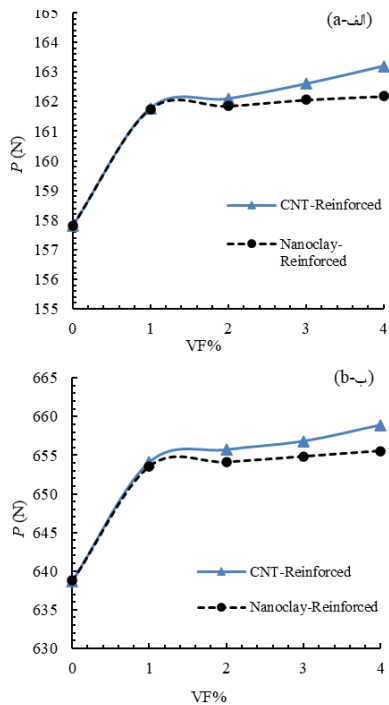 (الف-a)
165
164
163
162
161
160
159
158
157
156
155
P (N)
CNT-Reinforced
Nanoclay-
Reinforced
0 1 2 3 4
VF%
(ب-b)
665
660
655
650
645
640
635
630
P (N)
CNT-Reinforced
Nanoclay-Reinforced
0 1 2 3 4
VF%